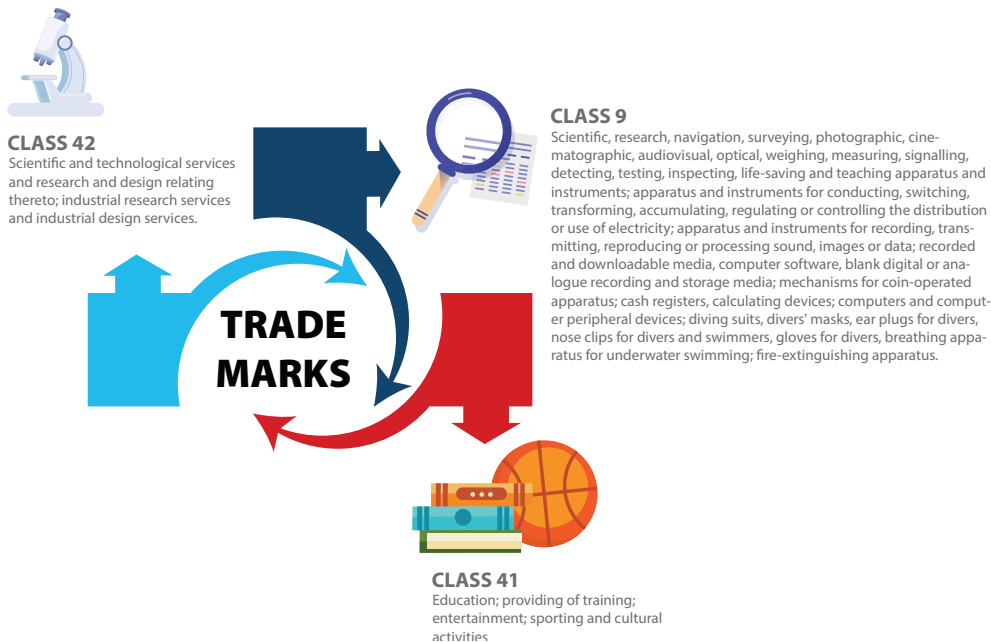 CLASS 42
Scientific and technological services
and research and design relating
thereto; industrial research services
and industrial design services.
TRADE
MARKS
CLASS 9
Scientific, research, navigation, surveying, photographic, cine-
matographic, audiovisual, optical, weighing, measuring, signalling,
detecting, testing, inspecting, life-saving and teaching apparatus and
instruments; apparatus and instruments for conducting, switching,
transforming, accumulating, regulating or controlling the distribution
or use of electricity; apparatus and instruments for recording, trans-
mitting, reproducing or processing sound, images or data; recorded
and downloadable media, computer software, blank digital or ana-
logue recording and storage media; mechanisms for coin-operated
apparatus; cash registers, calculating devices; computers and comput-
er peripheral devices; diving suits, divers' masks, ear plugs for divers,
nose clips for divers and swimmers, gloves for divers, breathing appa-
ratus for underwater swimming; fire-extinguishing apparatus.
CLASS 41
Education; providing of training;
entertainment; sporting and cultural
activities